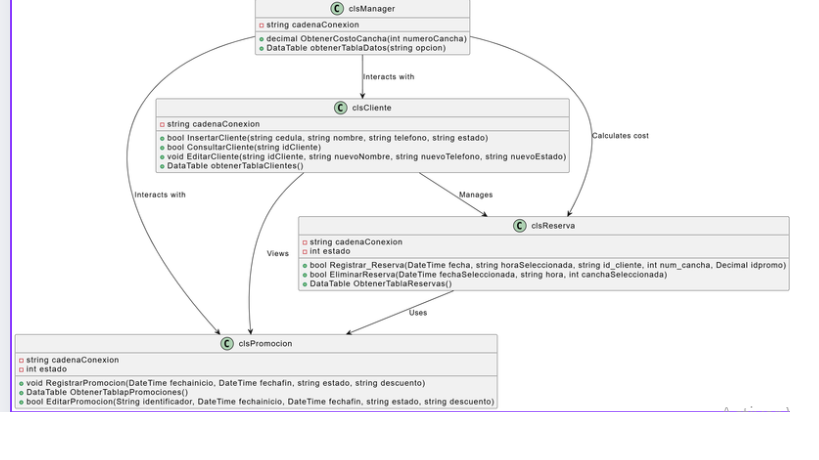 C clsManager
string cadenaConexion
decimal ObtenerCostoCancha(int numeroCancha)
DataTable obtenerTablaDatos(string opcion)
Interacts with
C clsCliente
string cadenaConexion
Calculates cost
bool InsertarCliente(string cedula, string nombre, string telefono, string estado)
bool ConsultarCliente(string idCliente)
void EditarCliente(string idCliente, string nuevoNombre, string nuevoTelefono, string nuevoEstado)
DataTable obtenerTablaClientes()
Interacts with
Manages
C clsReserva
string cadenaConexion
int estado
Views
bool Registrar_Reserva(DateTime fecha, string horaSeleccionada, string id_cliente, int num_cancha, Decimal idpromo)
bool EliminarReserva(DateTime fechaSeleccionada, string hora, int canchaSeleccionada)
DataTable ObtenerTablaReservas()
Uses
C clsPromocion
string cadenaConexion
int estado
void RegistrarPromocion(DateTime fechainicio, DateTime fechafin, string estado, string descuento)
DataTable ObtenerTablapPromociones()
bool EditarPromocion(String identificador, DateTime fechainicio, DateTime fechafin, string estado, string descuento)